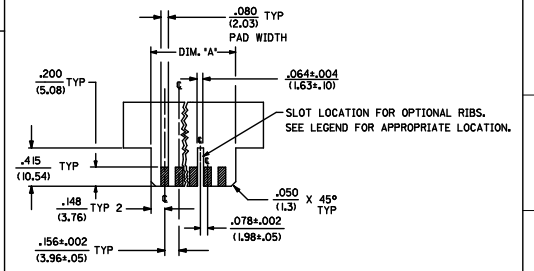 .080 TYP
(2.03)
PAD WIDTH
DIM. "A"
.200 TYP
(5.08)
.064±.004
(1.63±.10)
SLOT LOCATION FOR OPTIONAL RIBS.
SEE LEGEND FOR APPROPRIATE LOCATION.
.415 TYP
(10.54)
.148 TYP 2
(3.76)
.050 X 45°
(1.3) TYP
.078±.002
(1.98±.05)
.156±.002 TYP
(3.96±.05)